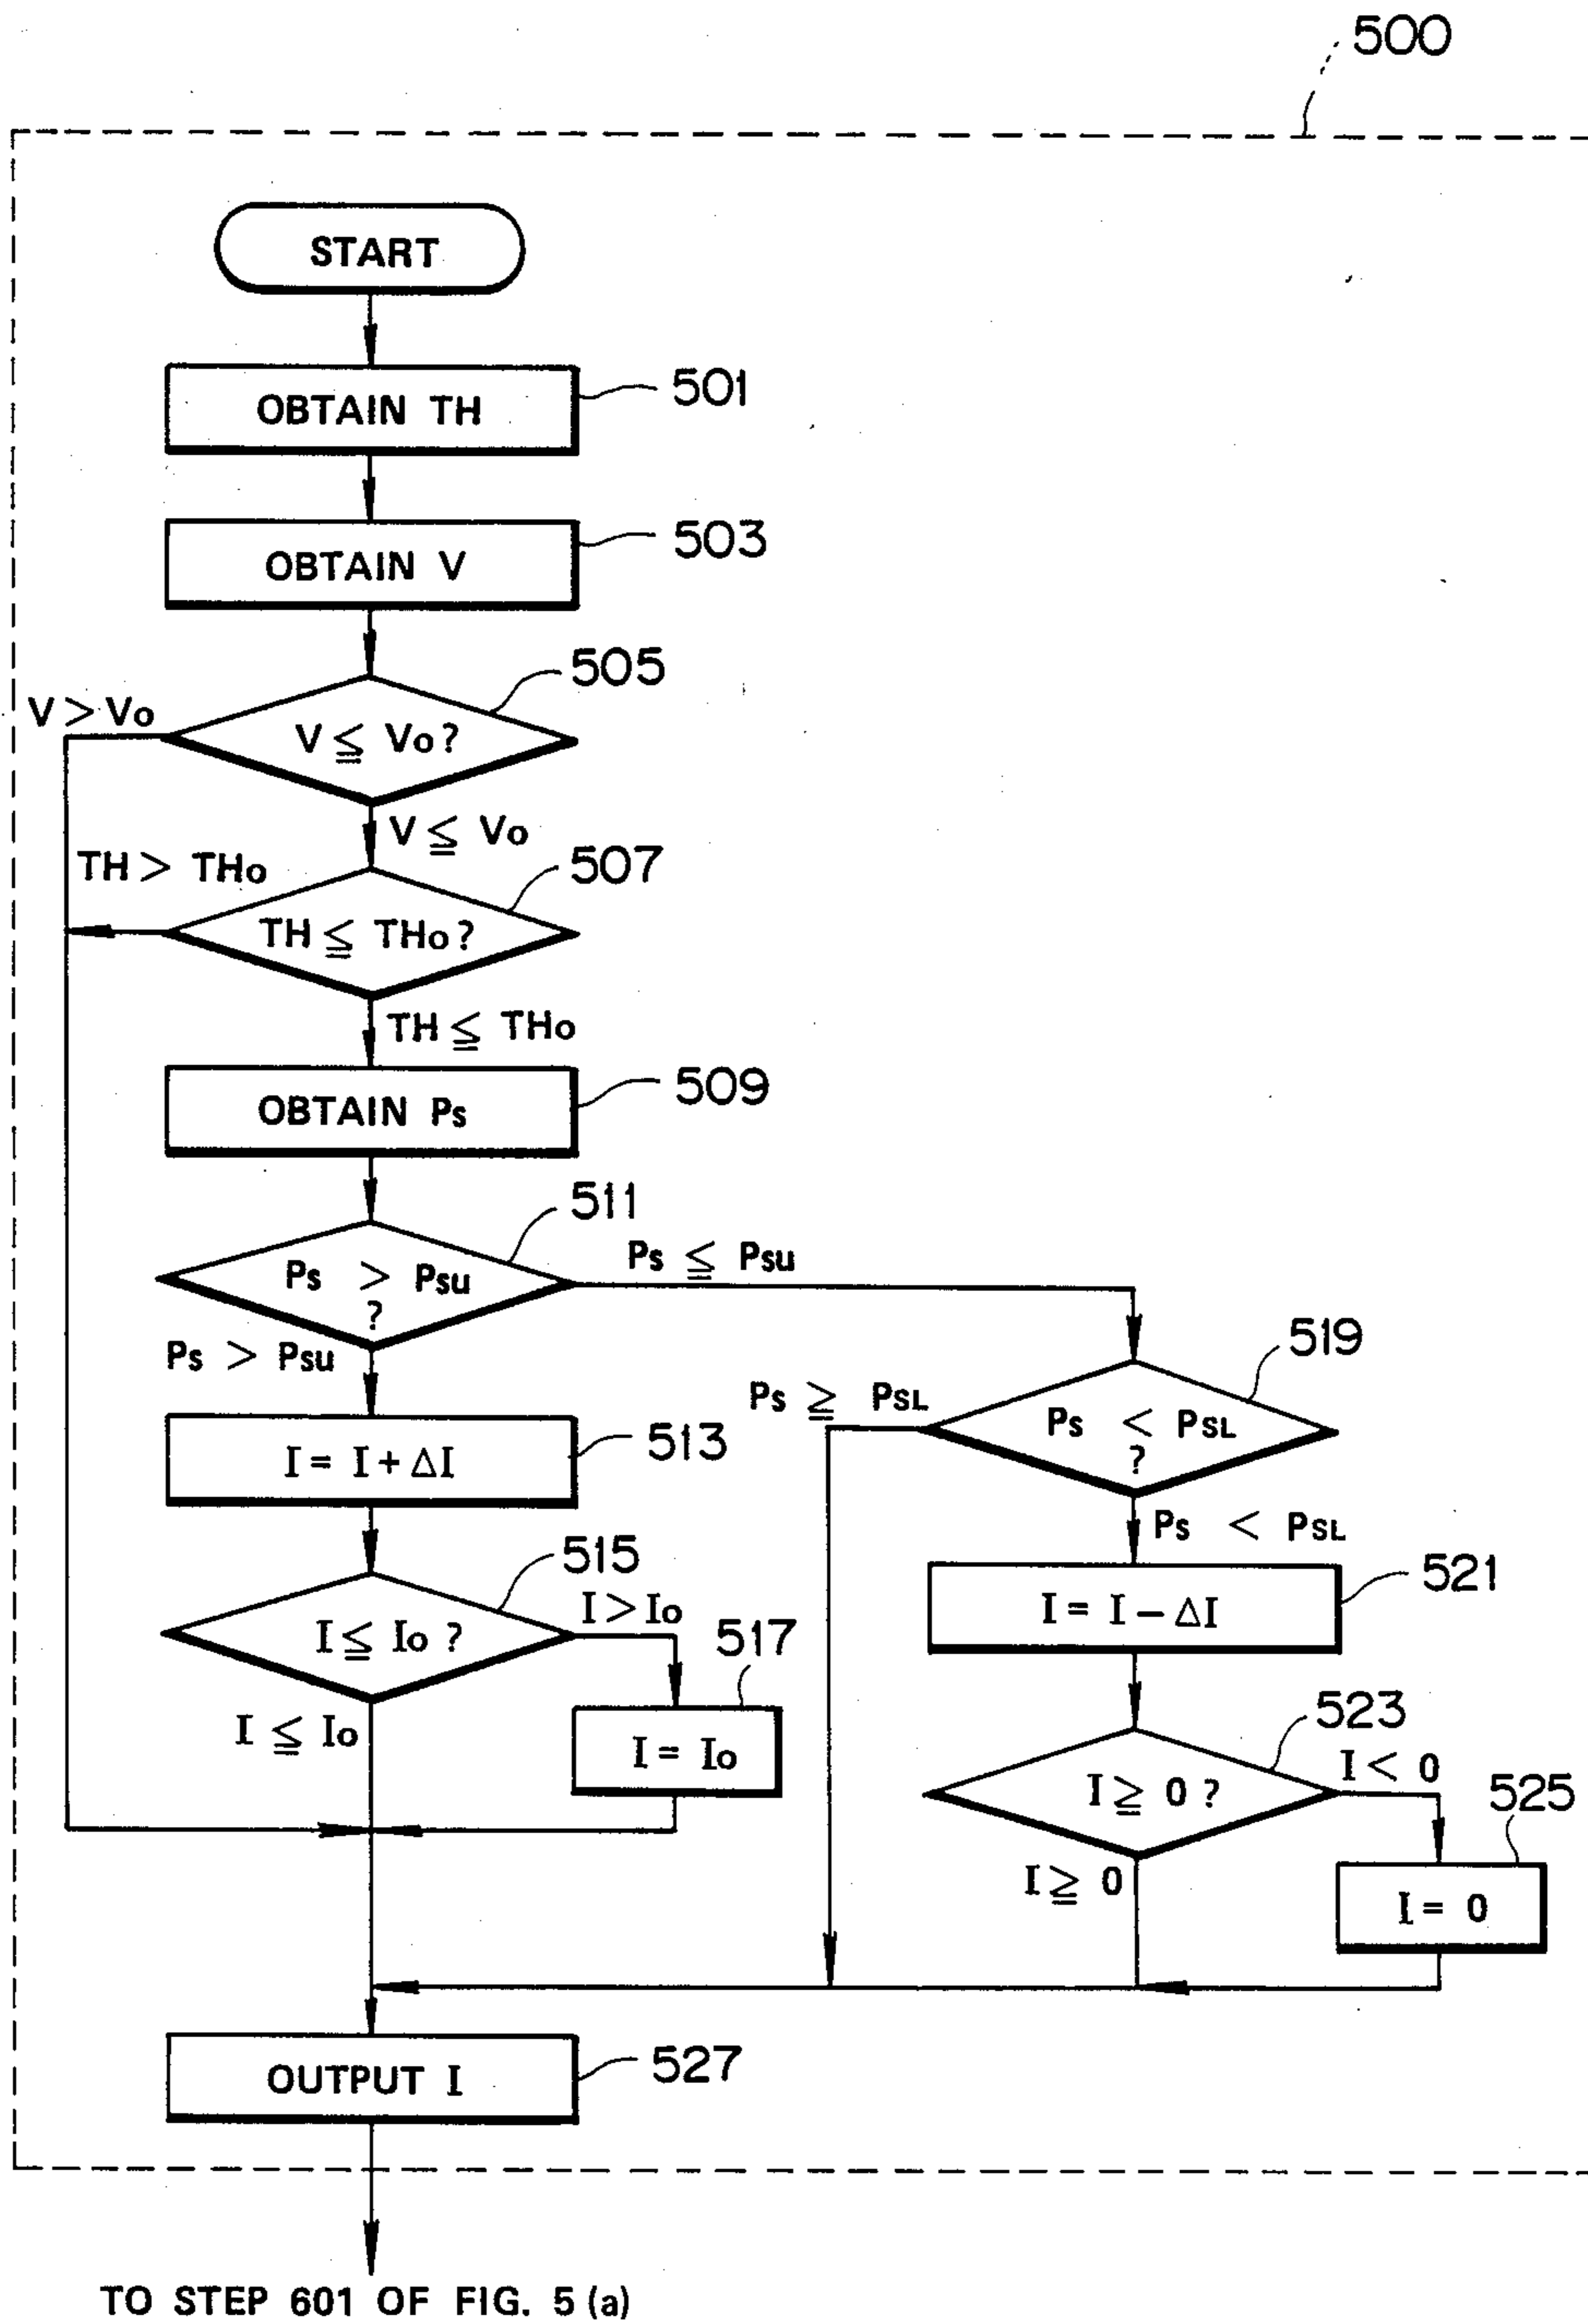 500
START
OBTAIN TH
501
OBTAIN V
503
505
V > Vo
V ≦ Vo ?
V ≦ Vo
507
TH > THo
TH ≦ THo ?
TH ≦ THo
OBTAIN Ps
509
511
Ps > Psu
?
Ps ≦ Psu
Ps > Psu
519
Ps ≧ PSL
Ps < PSL
?
I = I + ΔI
513
Ps < PSL
515
I ≦ Io ?
I > Io
I = I − ΔI
521
517
I ≦ Io
I = Io
523
I ≧ 0 ?
I < 0
525
I ≧ 0
I = 0
OUTPUT I
527
TO STEP 601 OF FIG. 5 (a)